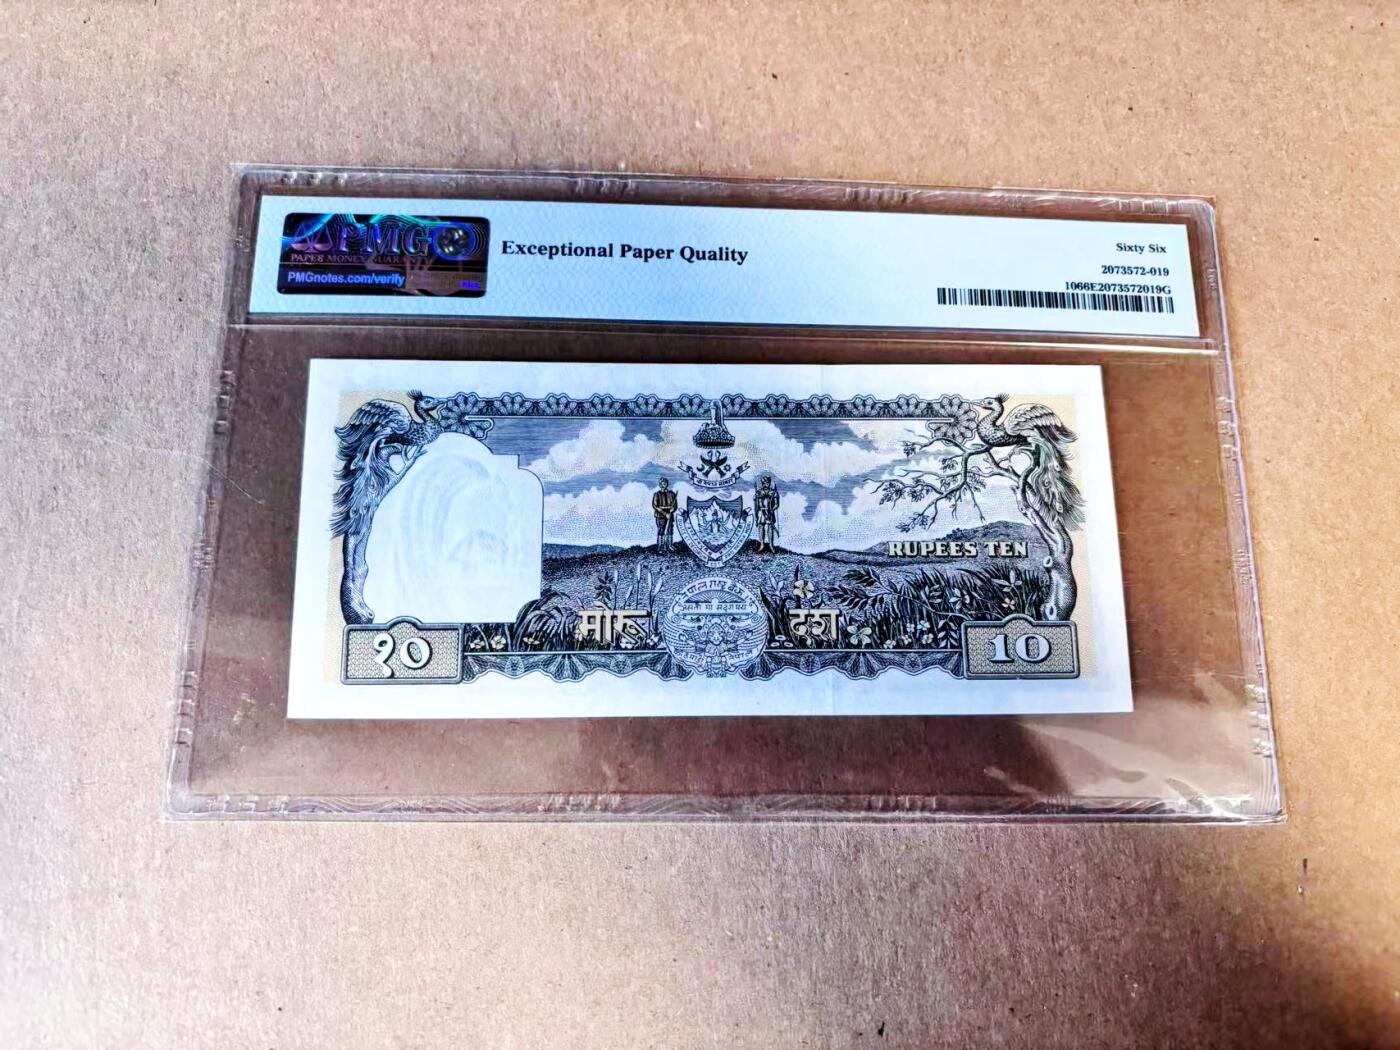 PMG
PAPER MONEY GUARANTY
PMGnotes.com/verify
Exceptional Paper Quality
Sixty Six
2073572-019
1066E2073572019G
RUPEES TEN
मोरू
दश
१०
10